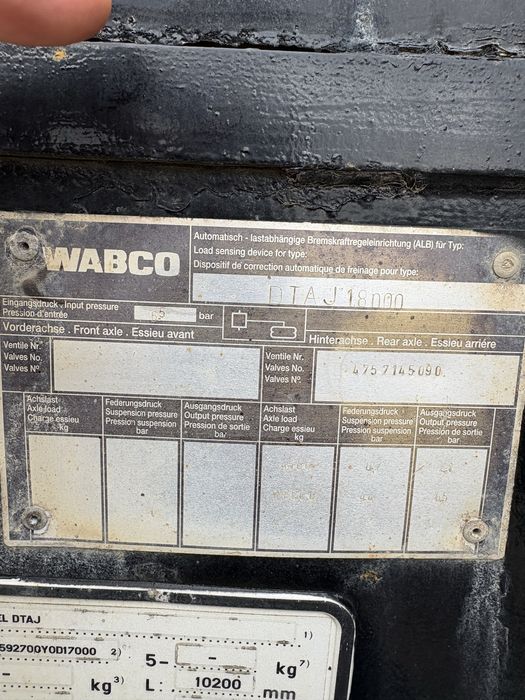 WABCO
Automatisch - lastabhängige Bremskraftregeleinrichtung (ALB) für Typ:
Load sensing device for type:
Dispositif de correction automatique de freinage pour type:
DTAJ 18000
Eingangsdruck . Input pressure
Pression d'entrée
bar
Vorderachse . Front axle . Essieu avant
Hinterachse . Rear axle . Essieu arriére
Ventile Nr.
Valves No.
Valves N°
Ventile Nr.
Valves No.
Valves N°
4757145090
Achslast
Axle load
Charge essieu
kg
Federungsdruck
Suspension pressure
Pression suspension
bar
Ausgangsdruck
Output pressure
Pression de sortie
bar
Achslast
Axle load
Charge essieu
kg
Federungsdruck
Suspension pressure
Pression suspension
bar
Ausgangsdruck
Output pressure
Pression de sortie
bar
EL DTAJ
1)
592700Y0D17000 2)
5- - kg 7)
- kg 3)
L: 10200 mm